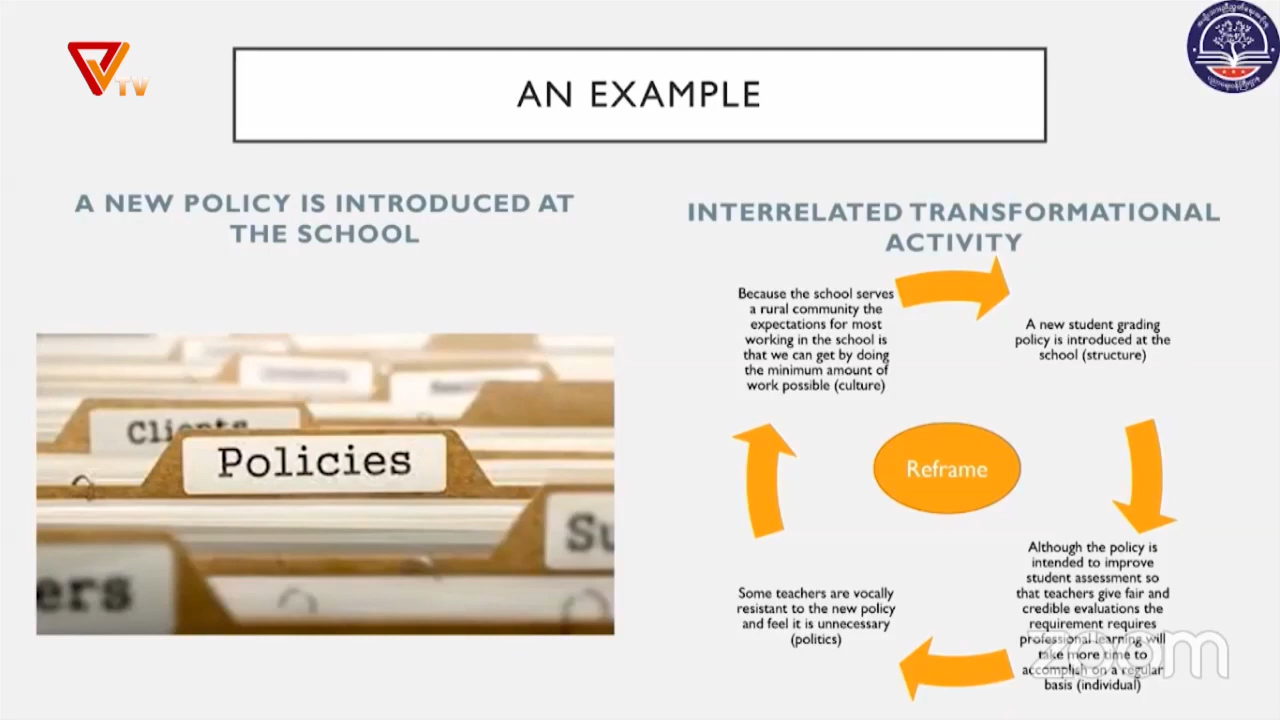 TV
AN EXAMPLE
A NEW POLICY IS INTRODUCED AT
THE SCHOOL
Clients
Policies
Su
ers
INTERRELATED TRANSFORMATIONAL
ACTIVITY
Because the school serves
a rural community the
expectations for most
working in the school is
that we can get by doing
the minimum amount of
work possible (culture)
A new student grading
policy is introduced at the
school (structure)
Reframe
Although the policy is
intended to improve
student assessment so
that teachers give fair and
credible evaluations the
requirement requires
professional learning will
take more time to
accomplish on a regular
basis (individual)
Some teachers are vocally
resistant to the new policy
and feel it is unnecessary
(politics)
zoom